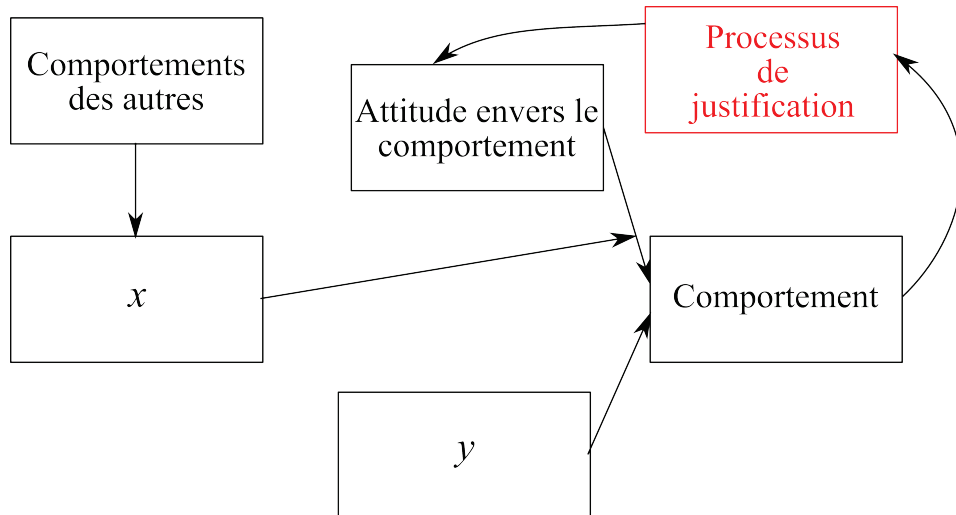 Comportements
des autres
Processus
de
justification
Attitude envers le
comportement
x
Comportement
y